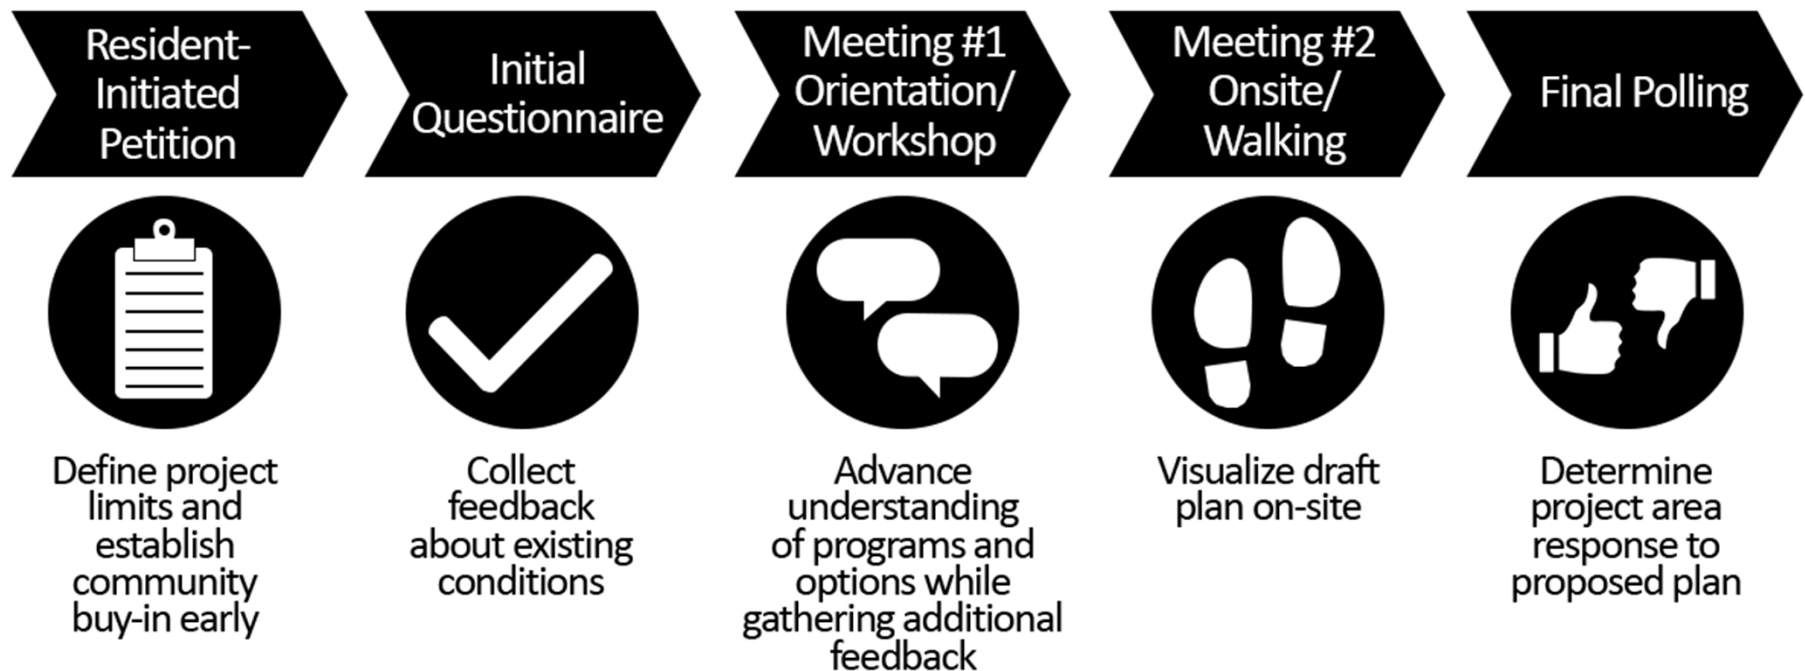 Resident-
Initiated
Petition
Initial
Questionnaire
Meeting #1
Orientation/
Workshop
Meeting #2
Onsite/
Walking
Final Polling
Define project
limits and
establish
community
buy-in early
Collect
feedback
about existing
conditions
Advance
understanding
of programs and
options while
gathering additional
feedback
Visualize draft
plan on-site
Determine
project area
response to
proposed plan